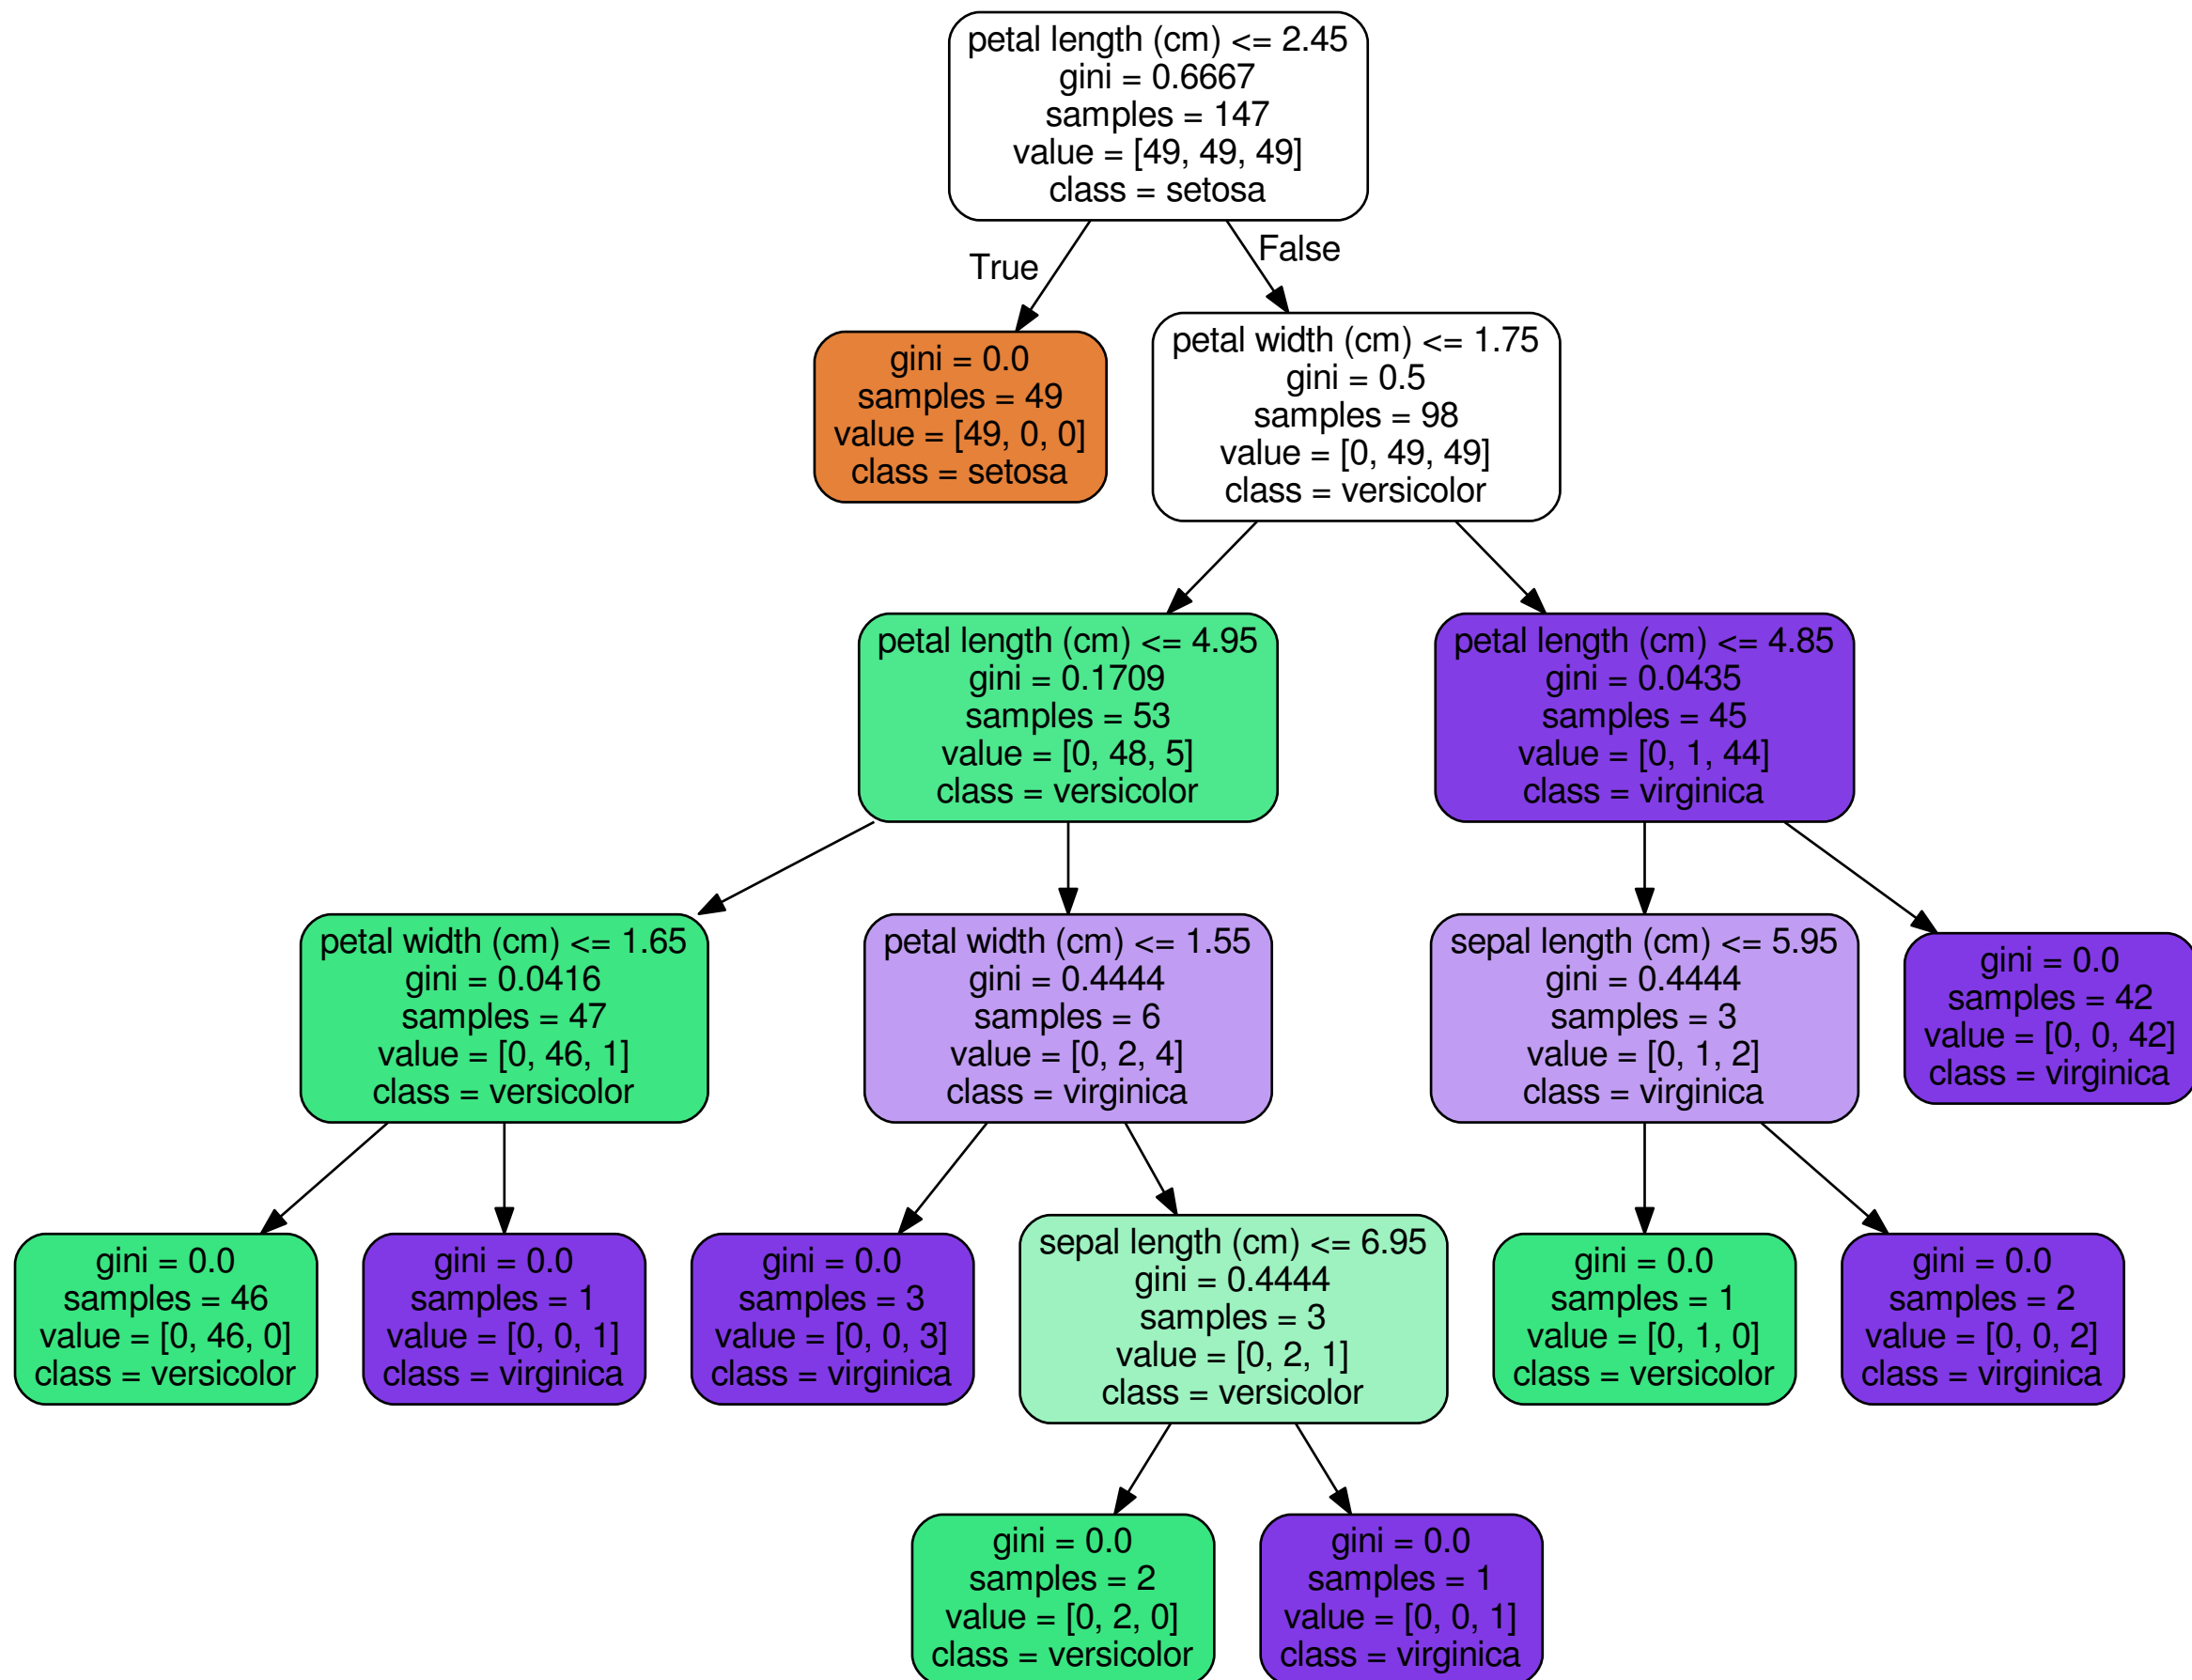 petal length (cm) <= 2.45
gini = 0.6667
samples = 147
value = [49, 49, 49]
class = setosa
True
False
gini = 0.0
samples = 49
value = [49, 0, 0]
class = setosa
petal width (cm) <= 1.75
gini = 0.5
samples = 98
value = [0, 49, 49]
class = versicolor
petal length (cm) <= 4.95
gini = 0.1709
samples = 53
value = [0, 48, 5]
class = versicolor
petal length (cm) <= 4.85
gini = 0.0435
samples = 45
value = [0, 1, 44]
class = virginica
petal width (cm) <= 1.65
gini = 0.0416
samples = 47
value = [0, 46, 1]
class = versicolor
petal width (cm) <= 1.55
gini = 0.4444
samples = 6
value = [0, 2, 4]
class = virginica
sepal length (cm) <= 5.95
gini = 0.4444
samples = 3
value = [0, 1, 2]
class = virginica
gini = 0.0
samples = 42
value = [0, 0, 42]
class = virginica
gini = 0.0
samples = 46
value = [0, 46, 0]
class = versicolor
gini = 0.0
samples = 1
value = [0, 0, 1]
class = virginica
gini = 0.0
samples = 3
value = [0, 0, 3]
class = virginica
sepal length (cm) <= 6.95
gini = 0.4444
samples = 3
value = [0, 2, 1]
class = versicolor
gini = 0.0
samples = 1
value = [0, 1, 0]
class = versicolor
gini = 0.0
samples = 2
value = [0, 0, 2]
class = virginica
gini = 0.0
samples = 2
value = [0, 2, 0]
class = versicolor
gini = 0.0
samples = 1
value = [0, 0, 1]
class = virginica